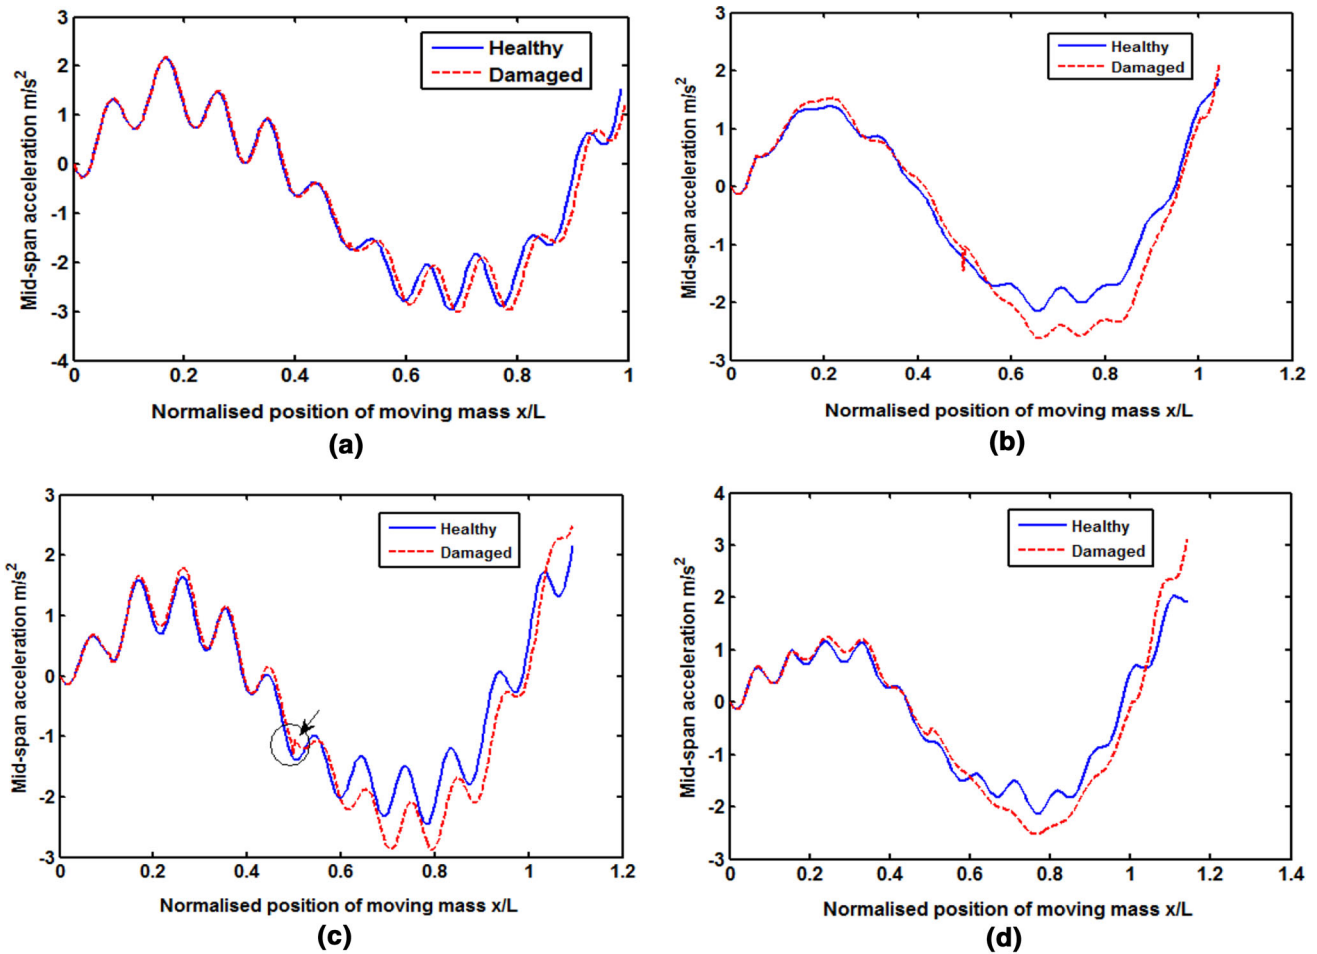 3
2
1
0
-1
-2
-3
-4
Mid-span acceleration m/s²
Healthy
Damaged
0 0.2 0.4 0.6 0.8 1
Normalised position of moving mass x/L
(a)
3
2
1
0
-1
-2
-3
Mid-span acceleration m/s²
Healthy
Damaged
0 0.2 0.4 0.6 0.8 1 1.2
Normalised position of moving mass x/L
(b)
3
2
1
0
-1
-2
-3
Mid-span acceleration m/s²
Healthy
Damaged
0 0.2 0.4 0.6 0.8 1 1.2
Normalised position of moving mass x/L
(c)
4
3
2
1
0
-1
-2
-3
Mid-span acceleration m/s²
Healthy
Damaged
0 0.2 0.4 0.6 0.8 1 1.2 1.4
Normalised position of moving mass x/L
(d)